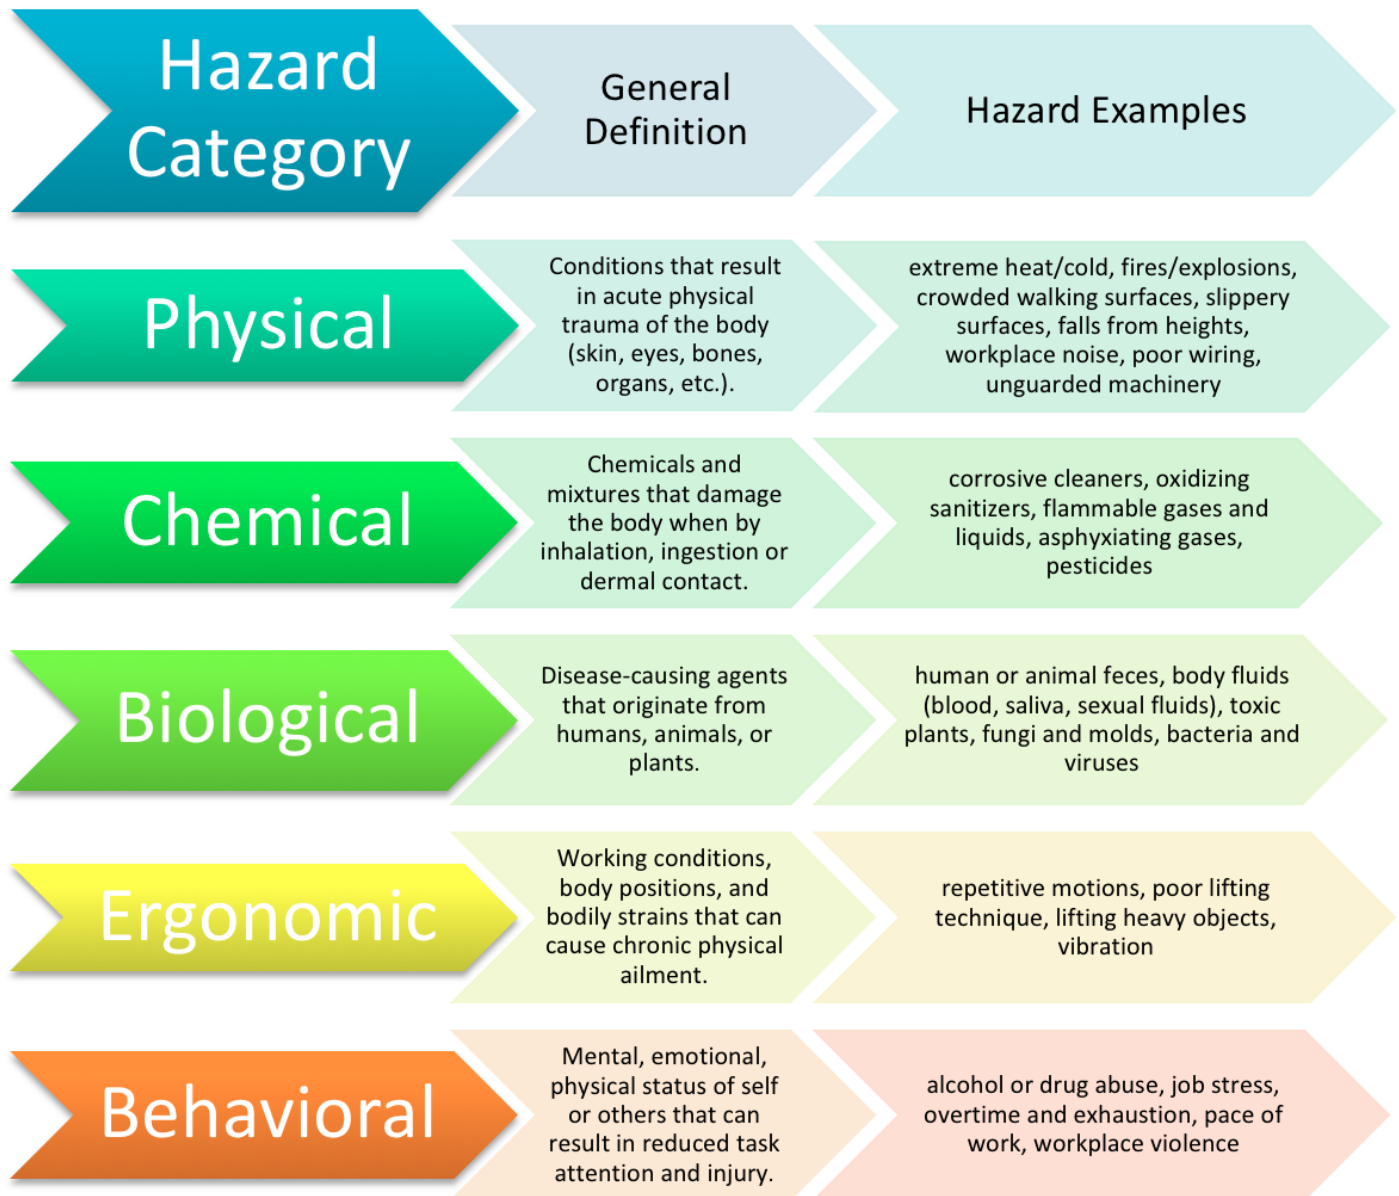 Hazard
Category
General
Definition
Hazard Examples
Physical
Conditions that result
in acute physical
trauma of the body
(skin, eyes, bones,
organs, etc.).
extreme heat/cold, fires/explosions,
crowded walking surfaces, slippery
surfaces, falls from heights,
workplace noise, poor wiring,
unguarded machinery
Chemical
Chemicals and
mixtures that damage
the body when by
inhalation, ingestion or
dermal contact.
corrosive cleaners, oxidizing
sanitizers, flammable gases and
liquids, asphyxiating gases,
pesticides
Biological
Disease-causing agents
that originate from
humans, animals, or
plants.
human or animal feces, body fluids
(blood, saliva, sexual fluids), toxic
plants, fungi and molds, bacteria and
viruses
Ergonomic
Working conditions,
body positions, and
bodily strains that can
cause chronic physical
ailment.
repetitive motions, poor lifting
technique, lifting heavy objects,
vibration
Behavioral
Mental, emotional,
physical status of self
or others that can
result in reduced task
attention and injury.
alcohol or drug abuse, job stress,
overtime and exhaustion, pace of
work, workplace violence